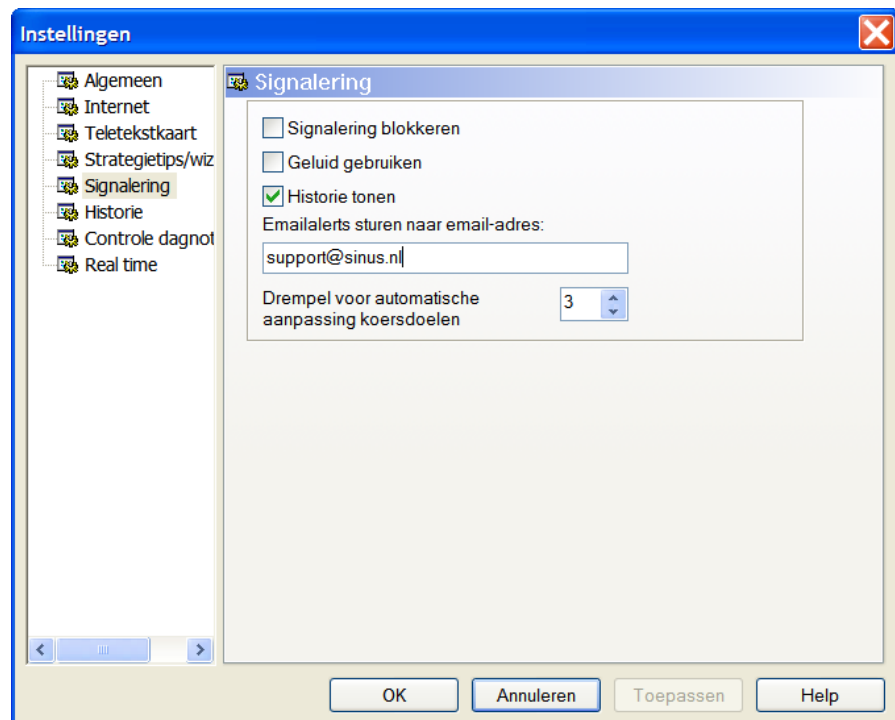 Instellingen
Algemeen
Internet
Teletekstkaart
Strategietips/wiz
Signalering
Historie
Controle dagnot
Real time
Signalering
Signalering blokkeren
Geluid gebruiken
Historie tonen
Emailalerts sturen naar email-adres:
support@sinus.nl
Drempel voor automatische
aanpassing koersdoelen
3
OK
Annuleren
Toepassen
Help